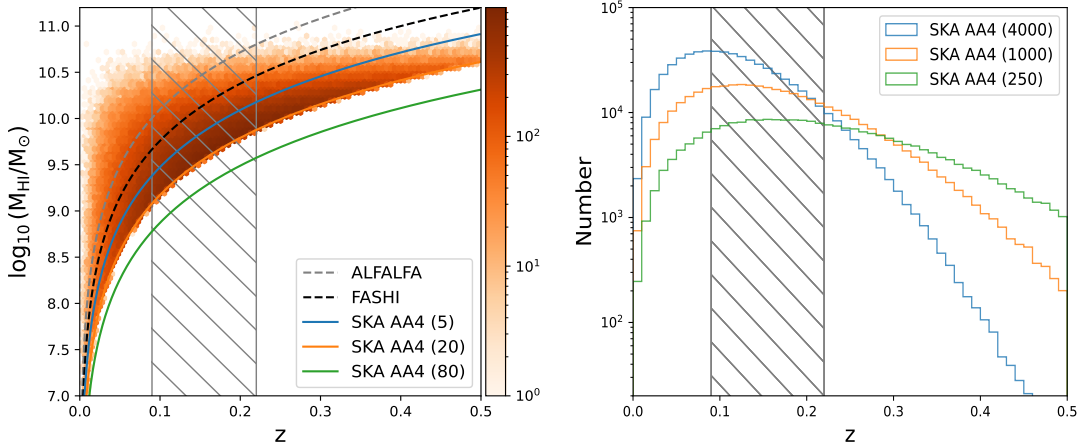 11.0
10.5
10.0
9.5
9.0
8.5
8.0
7.5
7.0
log₁₀ (M_HI/M_⊙)
0.0 0.1 0.2 0.3 0.4 0.5
z
ALFALFA
FASHI
SKA AA4 (5)
SKA AA4 (20)
SKA AA4 (80)
10²
10¹
10⁰
10⁵
10⁴
10³
10²
Number
0.0 0.1 0.2 0.3 0.4 0.5
z
SKA AA4 (4000)
SKA AA4 (1000)
SKA AA4 (250)